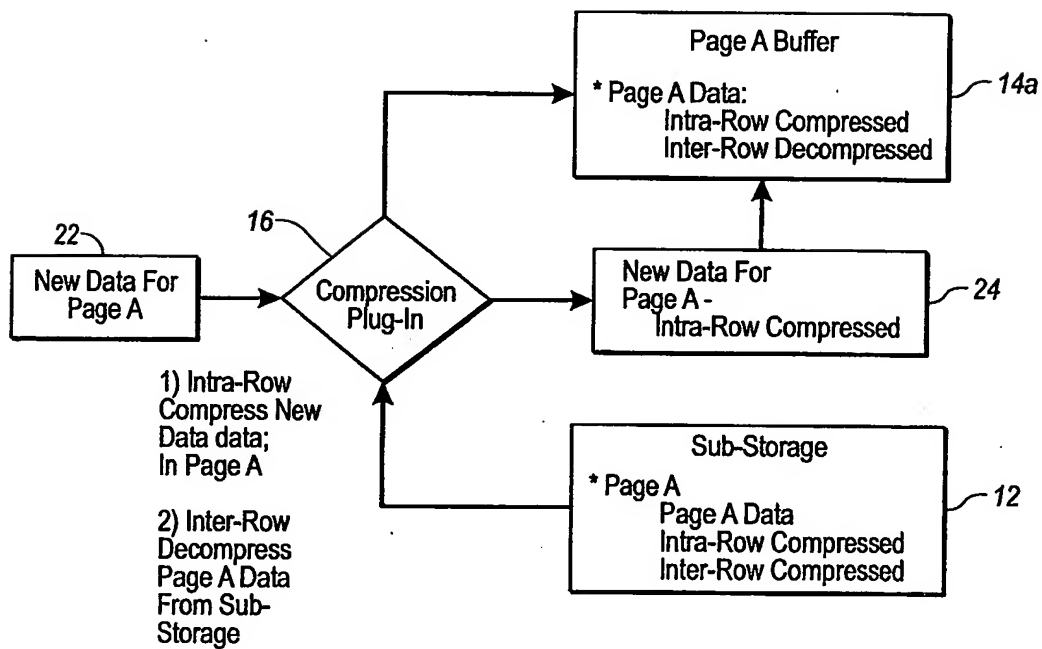 Page A Buffer
* Page A Data:
Intra-Row Compressed
Inter-Row Decompressed
14a
22
New Data For
Page A
16
Compression
Plug-In
New Data For
Page A -
Intra-Row Compressed
24
1) Intra-Row
Compress New
Data data;
In Page A
2) Inter-Row
Decompress
Page A Data
From Sub-
Storage
Sub-Storage
* Page A
Page A Data
Intra-Row Compressed
Inter-Row Compressed
12